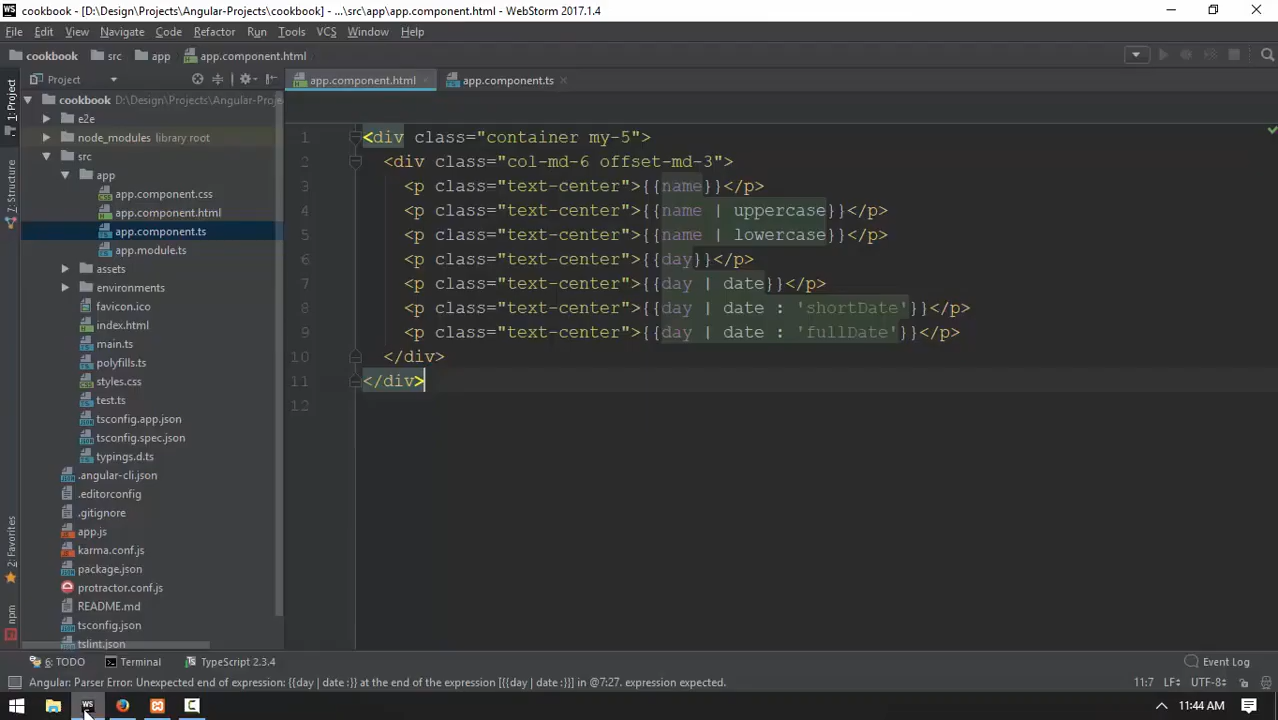 cookbook - [D:\Design\Projects\Angular-Projects\cookbook] - ...\src\app\app.component.html - WebStorm 2017.1.4
File Edit View Navigate Code Refactor Run Tools VCS Window Help
cookbook src app app.component.html
Project
app.component.html app.component.ts
1: Project
Z: Structure
2: Favorites
npm
cookbook D:\Design\Projects\Angular-Proje
e2e
node_modules library root
src
app
app.component.css
app.component.html
app.component.ts
app.module.ts
assets
environments
favicon.ico
index.html
main.ts
polyfills.ts
styles.css
test.ts
tsconfig.app.json
tsconfig.spec.json
typings.d.ts
.angular-cli.json
.editorconfig
.gitignore
app.js
karma.conf.js
package.json
protractor.conf.js
README.md
tsconfig.json
tslint.json
1 <div class="container my-5">
2 <div class="col-md-6 offset-md-3">
3 <p class="text-center">{{name}}</p>
4 <p class="text-center">{{name | uppercase}}</p>
5 <p class="text-center">{{name | lowercase}}</p>
6 <p class="text-center">{{day}}</p>
7 <p class="text-center">{{day | date}}</p>
8 <p class="text-center">{{day | date : 'shortDate'}}</p>
9 <p class="text-center">{{day | date : 'fullDate'}}</p>
10 </div>
11 </div>
12
6: TODO Terminal TypeScript 2.3.4 Event Log
Angular: Parser Error: Unexpected end of expression: {{day | date :}} at the end of the expression [{{day | date :}}] in @7:27. expression expected. 11:7 LF÷ UTF-8÷
WS 11:44 AM